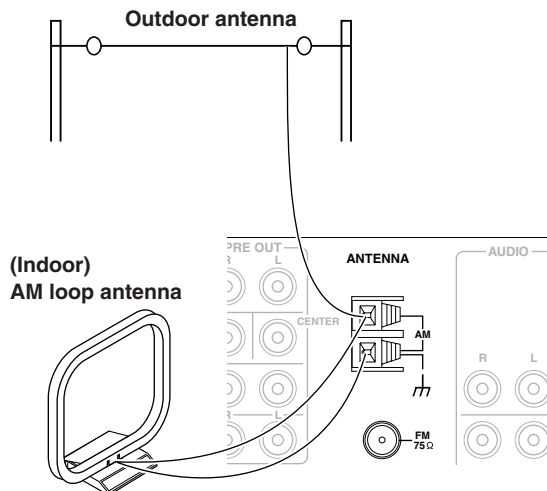 Outdoor antenna
(Indoor)
AM loop antenna
PRE OUT
R L
CENTER
R L
ANTENNA
AM
FM
75Ω
AUDIO
R L